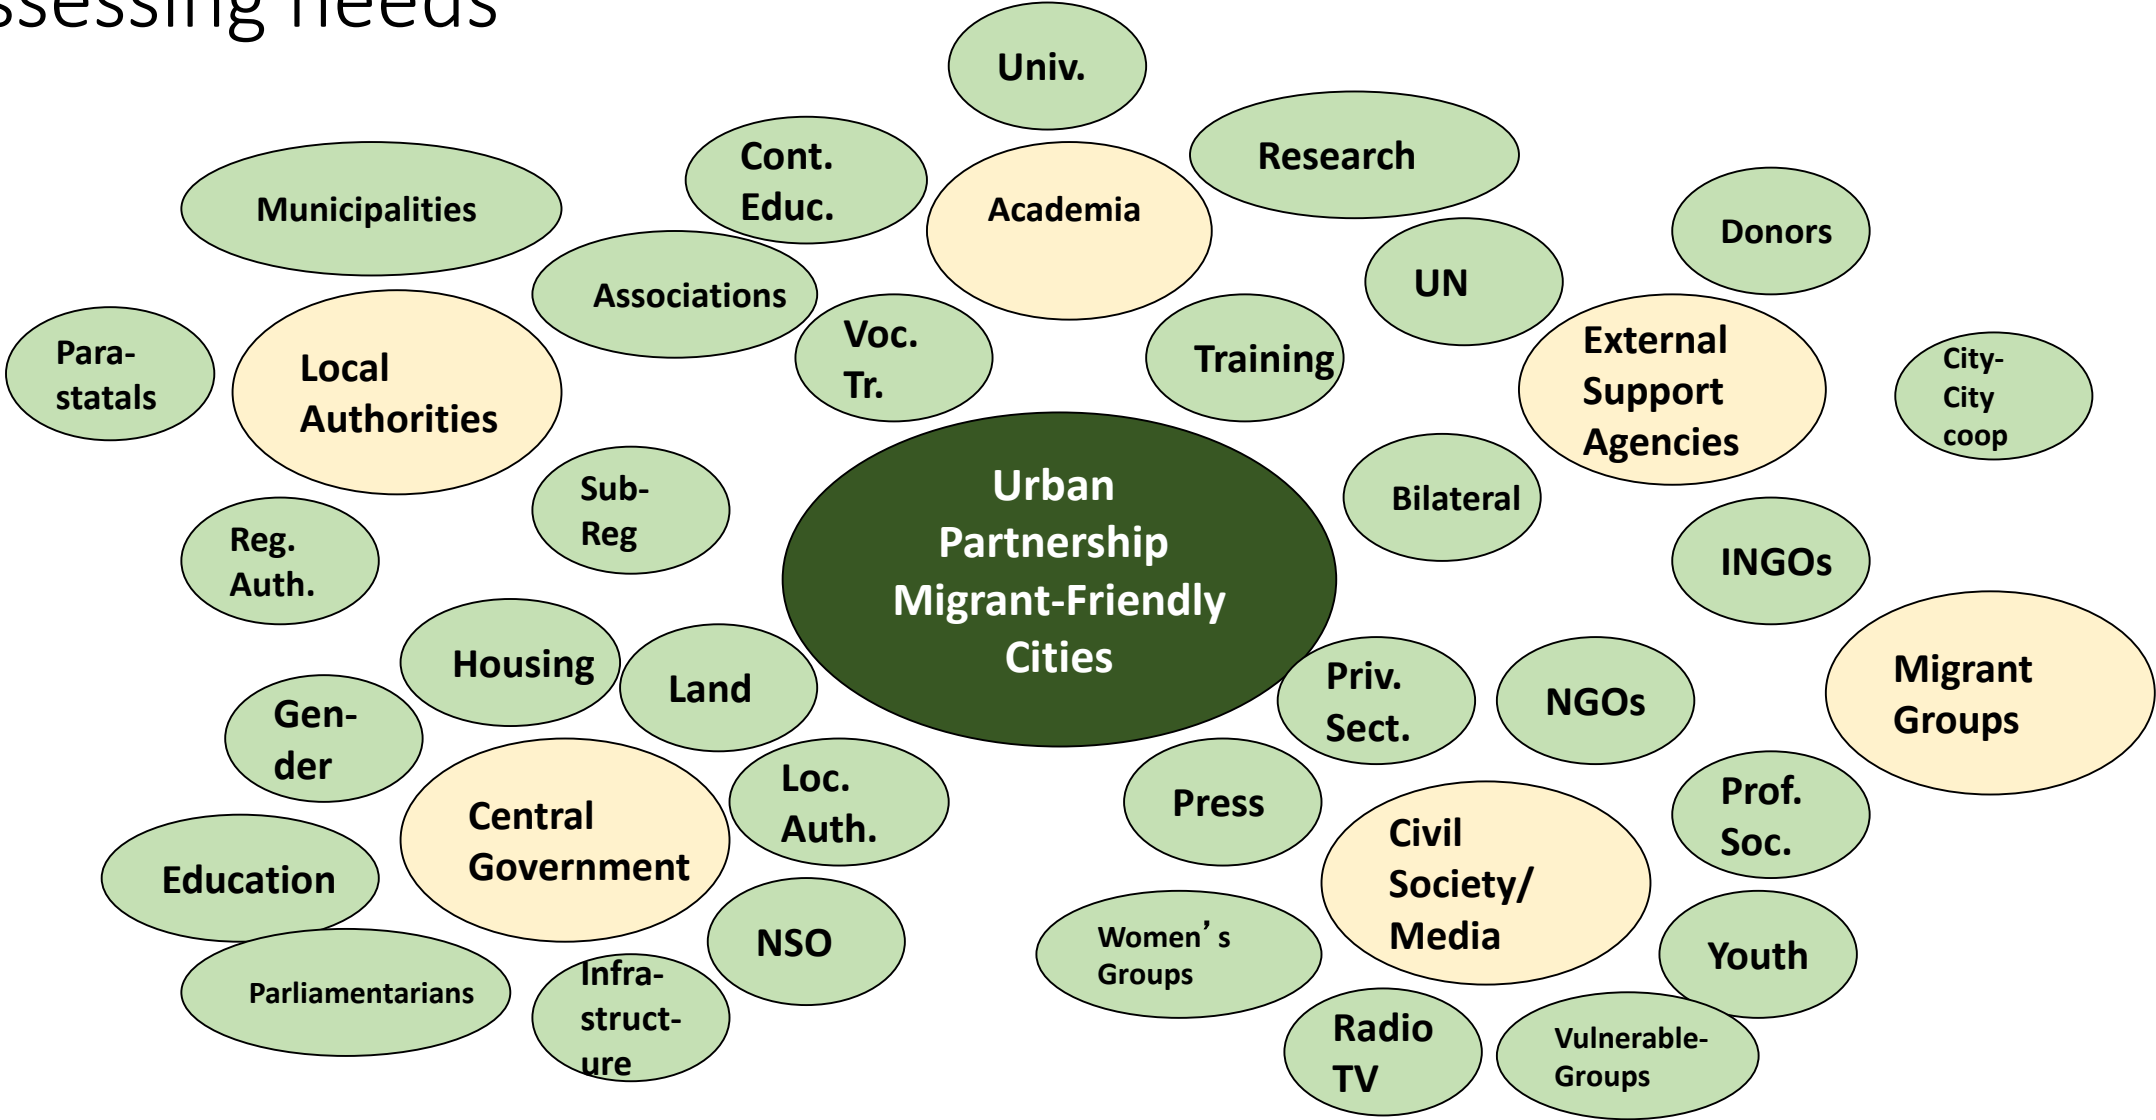 ssessing needs
Univ.
Cont.
Educ.
Research
Municipalities
Academia
Donors
Associations
UN
Para-
statals
Local
Authorities
Voc.
Tr.
Training
External
Support
Agencies
City-
City
coop
Sub-
Reg
Urban
Partnership
Migrant-Friendly
Cities
Bilateral
Reg.
Auth.
INGOs
Housing
Land
Priv.
Sect.
NGOs
Migrant
Groups
Gen-
der
Loc.
Auth.
Press
Prof.
Soc.
Central
Government
Civil
Society/
Media
Education
NSO
Women’s
Groups
Youth
Parliamentarians
Infra-
struct-
ure
Radio
TV
Vulnerable-
Groups